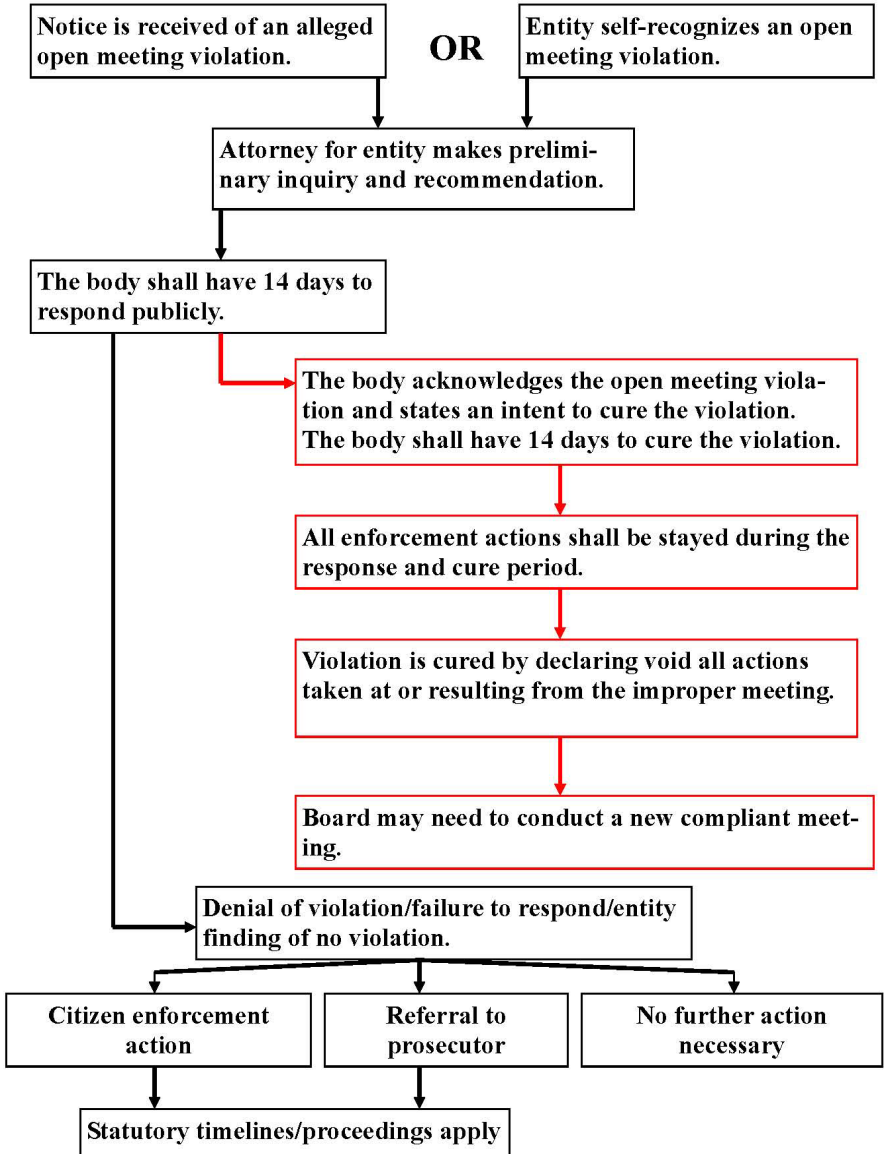 Notice is received of an alleged
open meeting violation.
OR
Entity self-recognizes an open
meeting violation.
Attorney for entity makes prelimi-
nary inquiry and recommendation.
The body shall have 14 days to
respond publicly.
The body acknowledges the open meeting viola-
tion and states an intent to cure the violation.
The body shall have 14 days to cure the violation.
All enforcement actions shall be stayed during the
response and cure period.
Violation is cured by declaring void all actions
taken at or resulting from the improper meeting.
Board may need to conduct a new compliant meet-
ing.
Denial of violation/failure to respond/entity
finding of no violation.
Citizen enforcement
action
Referral to
prosecutor
No further action
necessary
Statutory timelines/proceedings apply